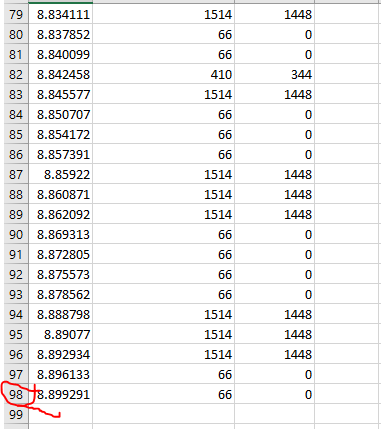 79 8.834111 1514 1448
80 8.837852 66 0
81 8.840099 66 0
82 8.842458 410 344
83 8.845577 1514 1448
84 8.850707 66 0
85 8.854172 66 0
86 8.857391 66 0
87 8.85922 1514 1448
88 8.860871 1514 1448
89 8.862092 1514 1448
90 8.869313 66 0
91 8.872805 66 0
92 8.875573 66 0
93 8.878562 66 0
94 8.888798 1514 1448
95 8.89077 1514 1448
96 8.892934 1514 1448
97 8.896133 66 0
98 8.899291 66 0
99